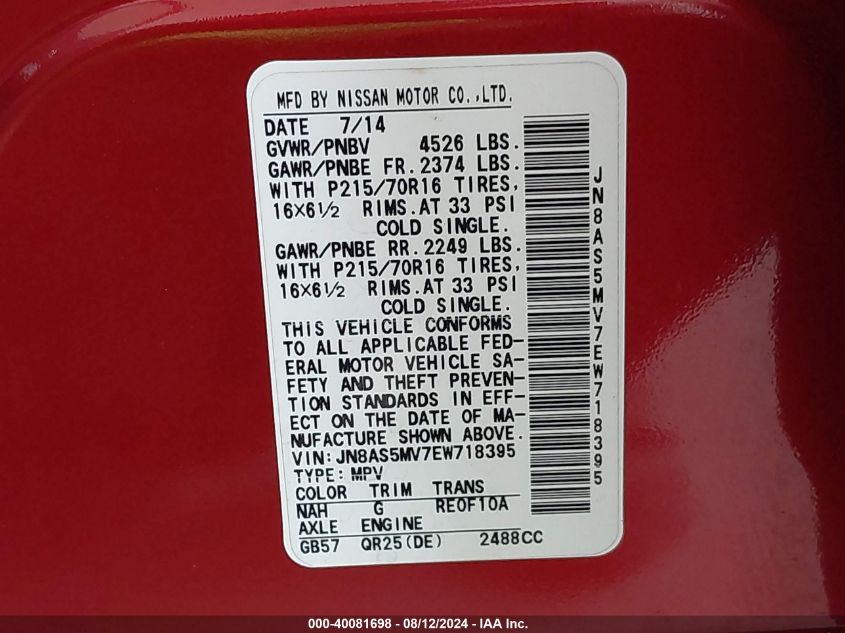 MFD BY NISSAN MOTOR CO.,LTD.
DATE 7/14
GVWR/PNBV 4526 LBS.
GAWR/PNBE FR. 2374 LBS.
WITH P215/70R16 TIRES,
16×6½ RIMS. AT 33 PSI
COLD SINGLE.
GAWR/PNBE RR. 2249 LBS.
WITH P215/70R16 TIRES,
16×6½ RIMS. AT 33 PSI
COLD SINGLE.
THIS VEHICLE CONFORMS
TO ALL APPLICABLE FED-
ERAL MOTOR VEHICLE SA-
FETY AND THEFT PREVEN-
TION STANDARDS IN EFF-
ECT ON THE DATE OF MA-
NUFACTURE SHOWN ABOVE.
VIN: JN8AS5MV7EW718395
TYPE: MPV
COLOR TRIM TRANS
NAH G RE0F10A
AXLE ENGINE
GB57 QR25(DE) 2488CC
JN8AS5MV7EW718395
000-40081698 - 08/12/2024 - IAA Inc.